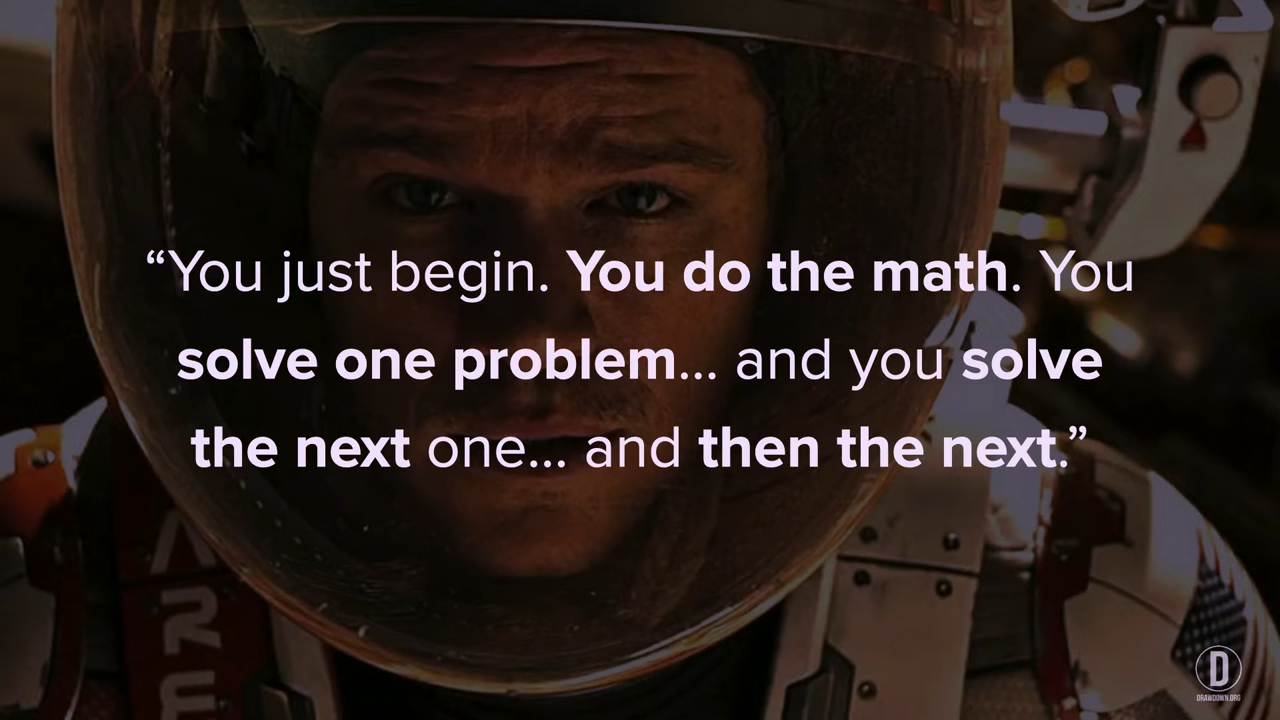 “You just begin. You do the math. You
solve one problem... and you solve
the next one... and then the next.”
ARE
D
DRAWDOWN.ORG